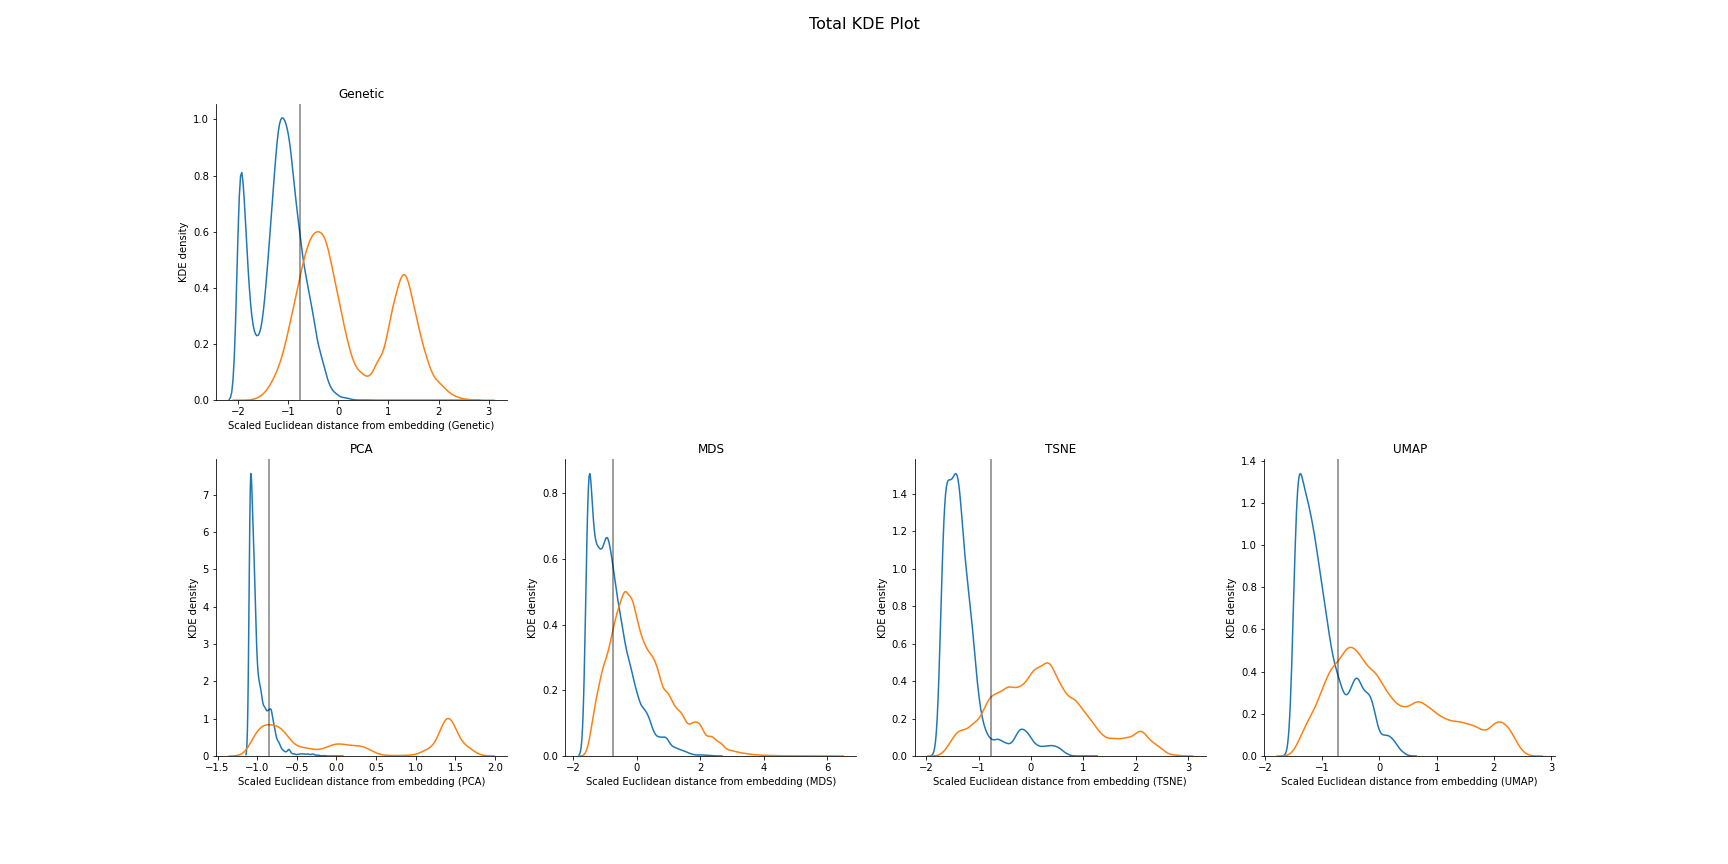 Total KDE Plot
Genetic
KDE density
1.0
0.8
0.6
0.4
0.2
0.0
−2 −1 0 1 2 3
Scaled Euclidean distance from embedding (Genetic)
PCA
KDE density
7
6
5
4
3
2
1
0
−1.5 −1.0 −0.5 0.0 0.5 1.0 1.5 2.0
Scaled Euclidean distance from embedding (PCA)
MDS
KDE density
0.8
0.6
0.4
0.2
0.0
−2 0 2 4 6
Scaled Euclidean distance from embedding (MDS)
TSNE
KDE density
1.4
1.2
1.0
0.8
0.6
0.4
0.2
0.0
−2 −1 0 1 2 3
Scaled Euclidean distance from embedding (TSNE)
UMAP
KDE density
1.4
1.2
1.0
0.8
0.6
0.4
0.2
0.0
−2 −1 0 1 2 3
Scaled Euclidean distance from embedding (UMAP)